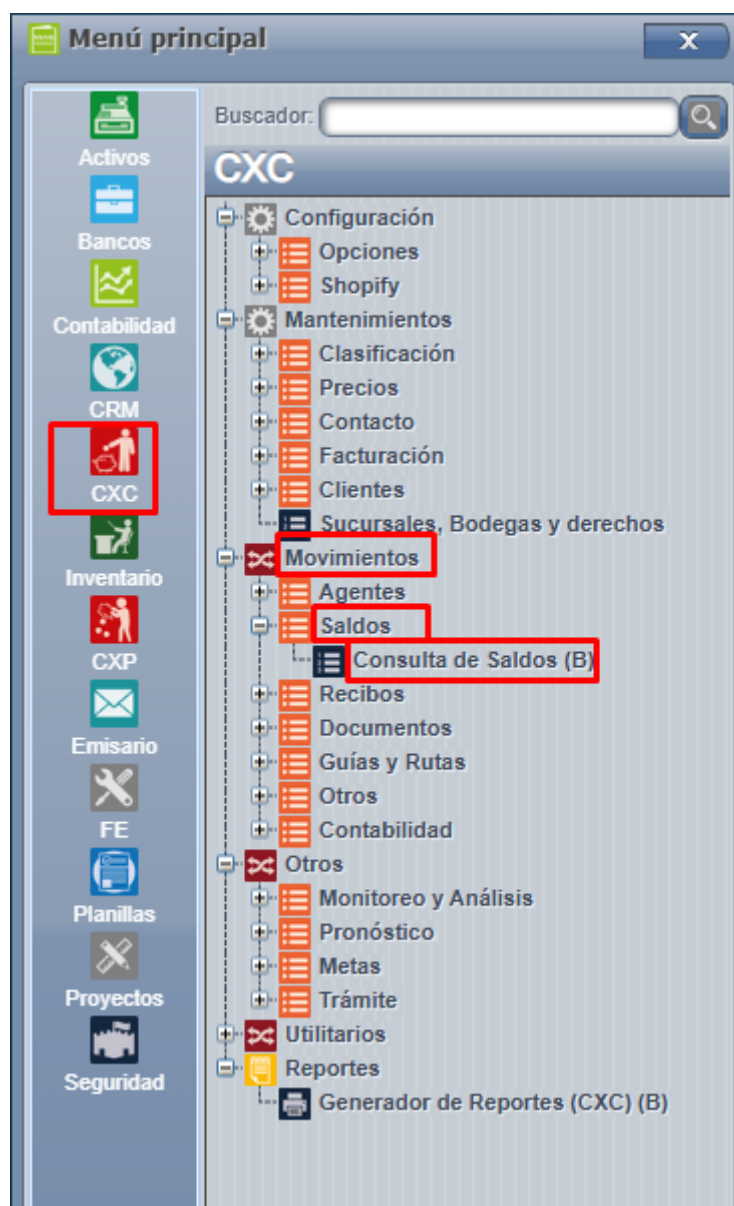 Menú principal
x
Activos
Bancos
Contabilidad
CRM
CXC
Inventario
CXP
Emisario
FE
Planillas
Proyectos
Seguridad
Buscador:
CXC
Configuración
Opciones
Shopify
Mantenimientos
Clasificación
Precios
Contacto
Facturación
Clientes
Sucursales, Bodegas y derechos
Movimientos
Agentes
Saldos
Consulta de Saldos (B)
Recibos
Documentos
Guías y Rutas
Otros
Contabilidad
Otros
Monitoreo y Análisis
Pronóstico
Metas
Trámite
Utilitarios
Reportes
Generador de Reportes (CXC) (B)